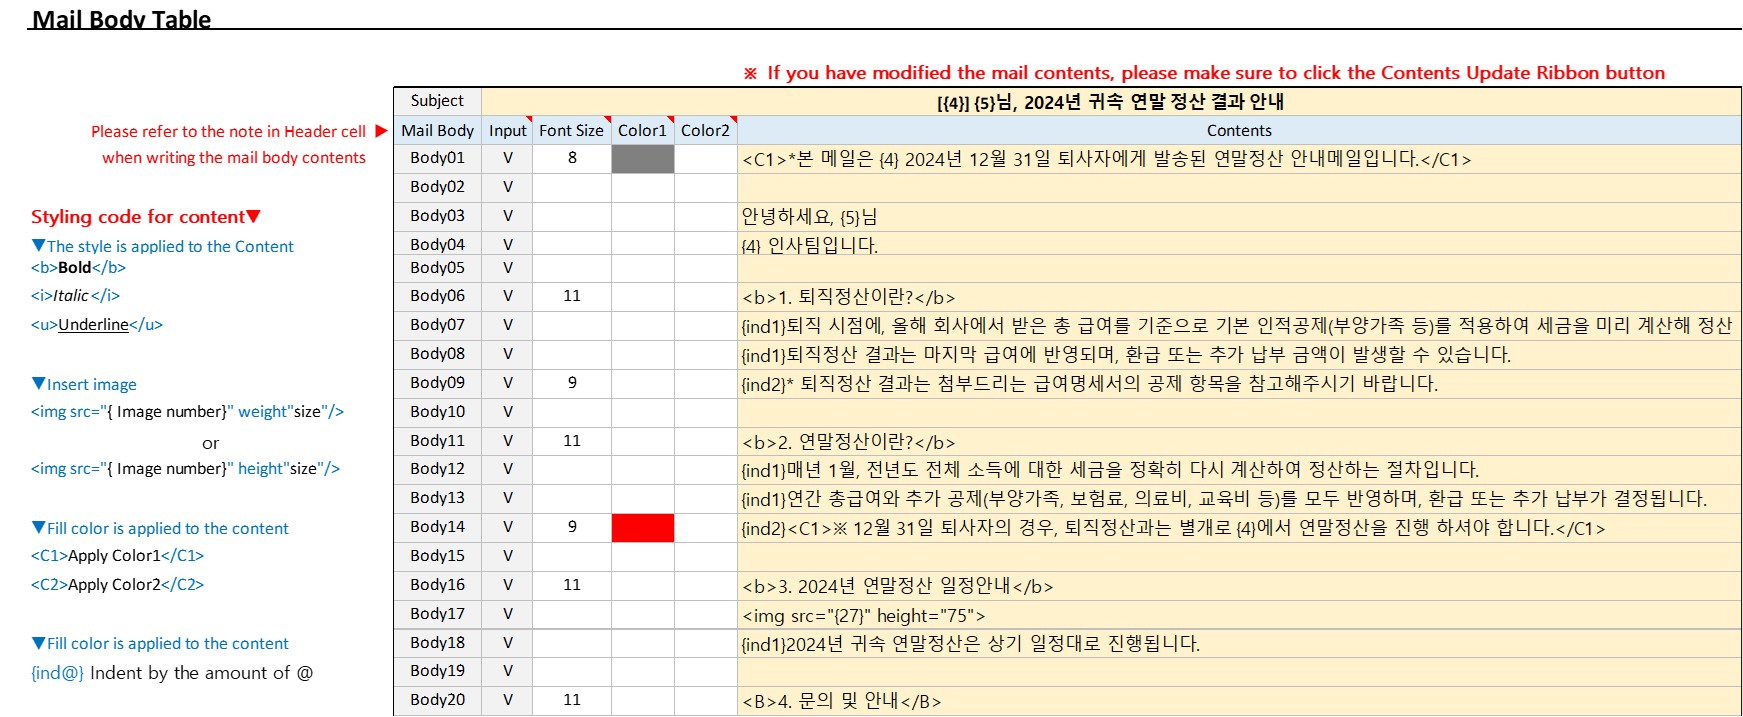 Mail Body Table
※ If you have modified the mail contents, please make sure to click the Contents Update Ribbon button
Subject [{4}] {5}님, 2024년 귀속 연말 정산 결과 안내
Please refer to the note in Header cell ▶
when writing the mail body contents
Mail Body Input Font Size Color1 Color2 Contents
Body01 V 8 <C1>*본 메일은 {4} 2024년 12월 31일 퇴사자에게 발송된 연말정산 안내메일입니다.</C1>
Body02 V
Body03 V 안녕하세요, {5}님
Body04 V {4} 인사팀입니다.
Body05 V
Body06 V 11 <b>1. 퇴직정산이란?</b>
Body07 V {ind1}퇴직 시점에, 올해 회사에서 받은 총 급여를 기준으로 기본 인적공제(부양가족 등)를 적용하여 세금을 미리 계산해 정산
Body08 V {ind1}퇴직정산 결과는 마지막 급여에 반영되며, 환급 또는 추가 납부 금액이 발생할 수 있습니다.
Body09 V 9 {ind2}* 퇴직정산 결과는 첨부드리는 급여명세서의 공제 항목을 참고해주시기 바랍니다.
Body10 V
Body11 V 11 <b>2. 연말정산이란?</b>
Body12 V {ind1}매년 1월, 전년도 전체 소득에 대한 세금을 정확히 다시 계산하여 정산하는 절차입니다.
Body13 V {ind1}연간 총급여와 추가 공제(부양가족, 보험료, 의료비, 교육비 등)를 모두 반영하며, 환급 또는 추가 납부가 결정됩니다.
Body14 V 9 {ind2}<C1>※ 12월 31일 퇴사자의 경우, 퇴직정산과는 별개로 {4}에서 연말정산을 진행 하셔야 합니다.</C1>
Body15 V
Body16 V 11 <b>3. 2024년 연말정산 일정안내</b>
Body17 V <img src="{27}" height="75">
Body18 V {ind1}2024년 귀속 연말정산은 상기 일정대로 진행됩니다.
Body19 V
Body20 V 11 <B>4. 문의 및 안내</B>
Styling code for content▼
▼The style is applied to the Content
<b>Bold</b>
<i>Italic</i>
<u>Underline</u>
▼Insert image
<img src="{ Image number}" weight"size"/>
or
<img src="{ Image number}" height"size"/>
▼Fill color is applied to the content
<C1>Apply Color1</C1>
<C2>Apply Color2</C2>
▼Fill color is applied to the content
{ind@} Indent by the amount of @